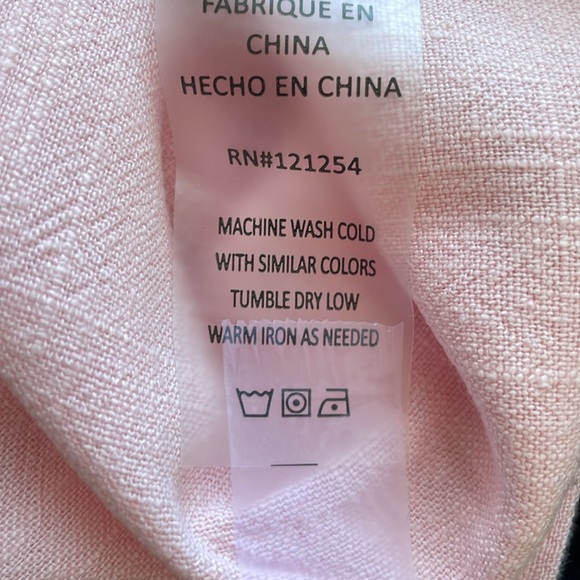 FABRIQUE EN
CHINA
HECHO EN CHINA
RN#121254
MACHINE WASH COLD
WITH SIMILAR COLORS
TUMBLE DRY LOW
WARM IRON AS NEEDED